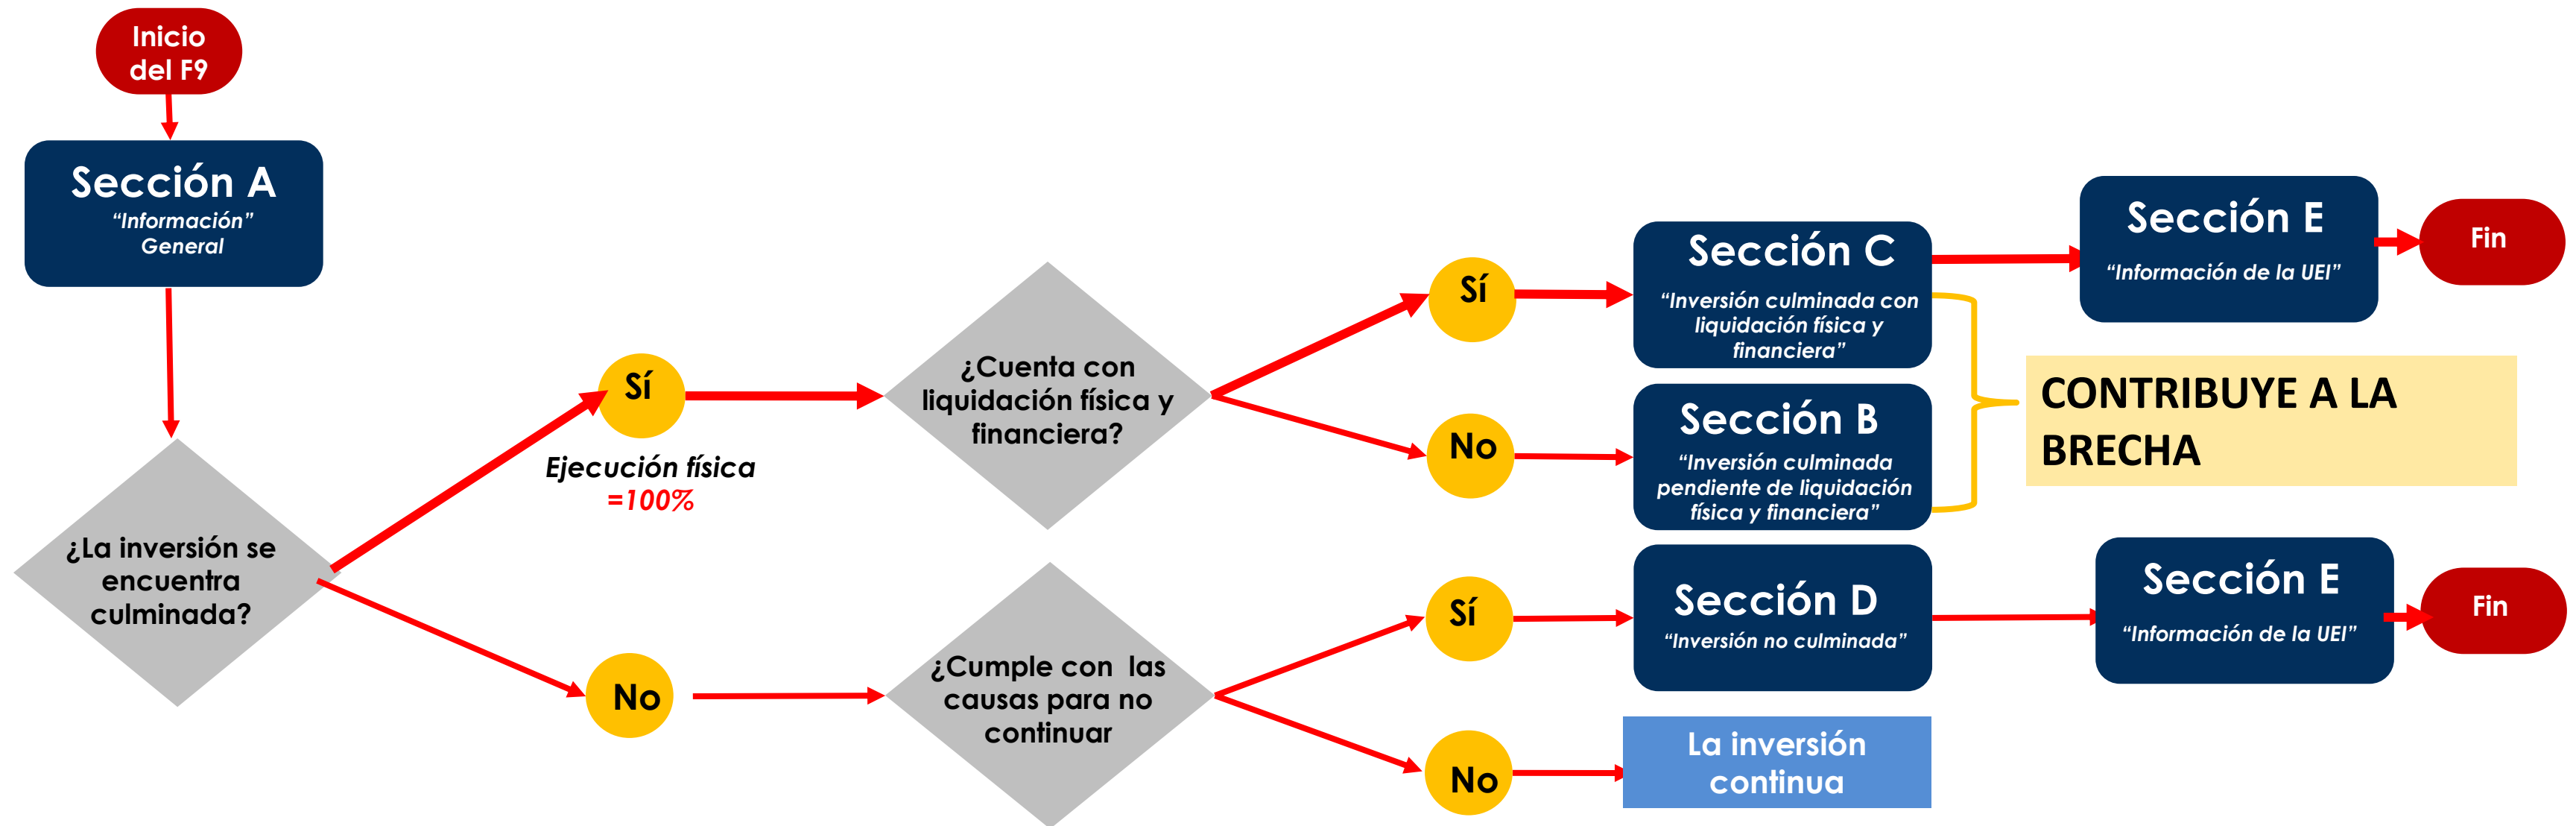 Inicio
del F9
Sección A
“Información”
General
¿La inversión se
encuentra
culminada?
Sí
Ejecución física
=100%
No
¿Cuenta con
liquidación física y
financiera?
¿Cumple con las
causas para no
continuar
Sí
No
Sí
No
Sección C
“Inversión culminada con
liquidación física y
financiera”
Sección B
“Inversión culminada
pendiente de liquidación
física y financiera”
Sección D
“Inversión no culminada”
La inversión
continua
Sección E
“Información de la UEI”
Fin
CONTRIBUYE A LA
BRECHA
Sección E
“Información de la UEI”
Fin